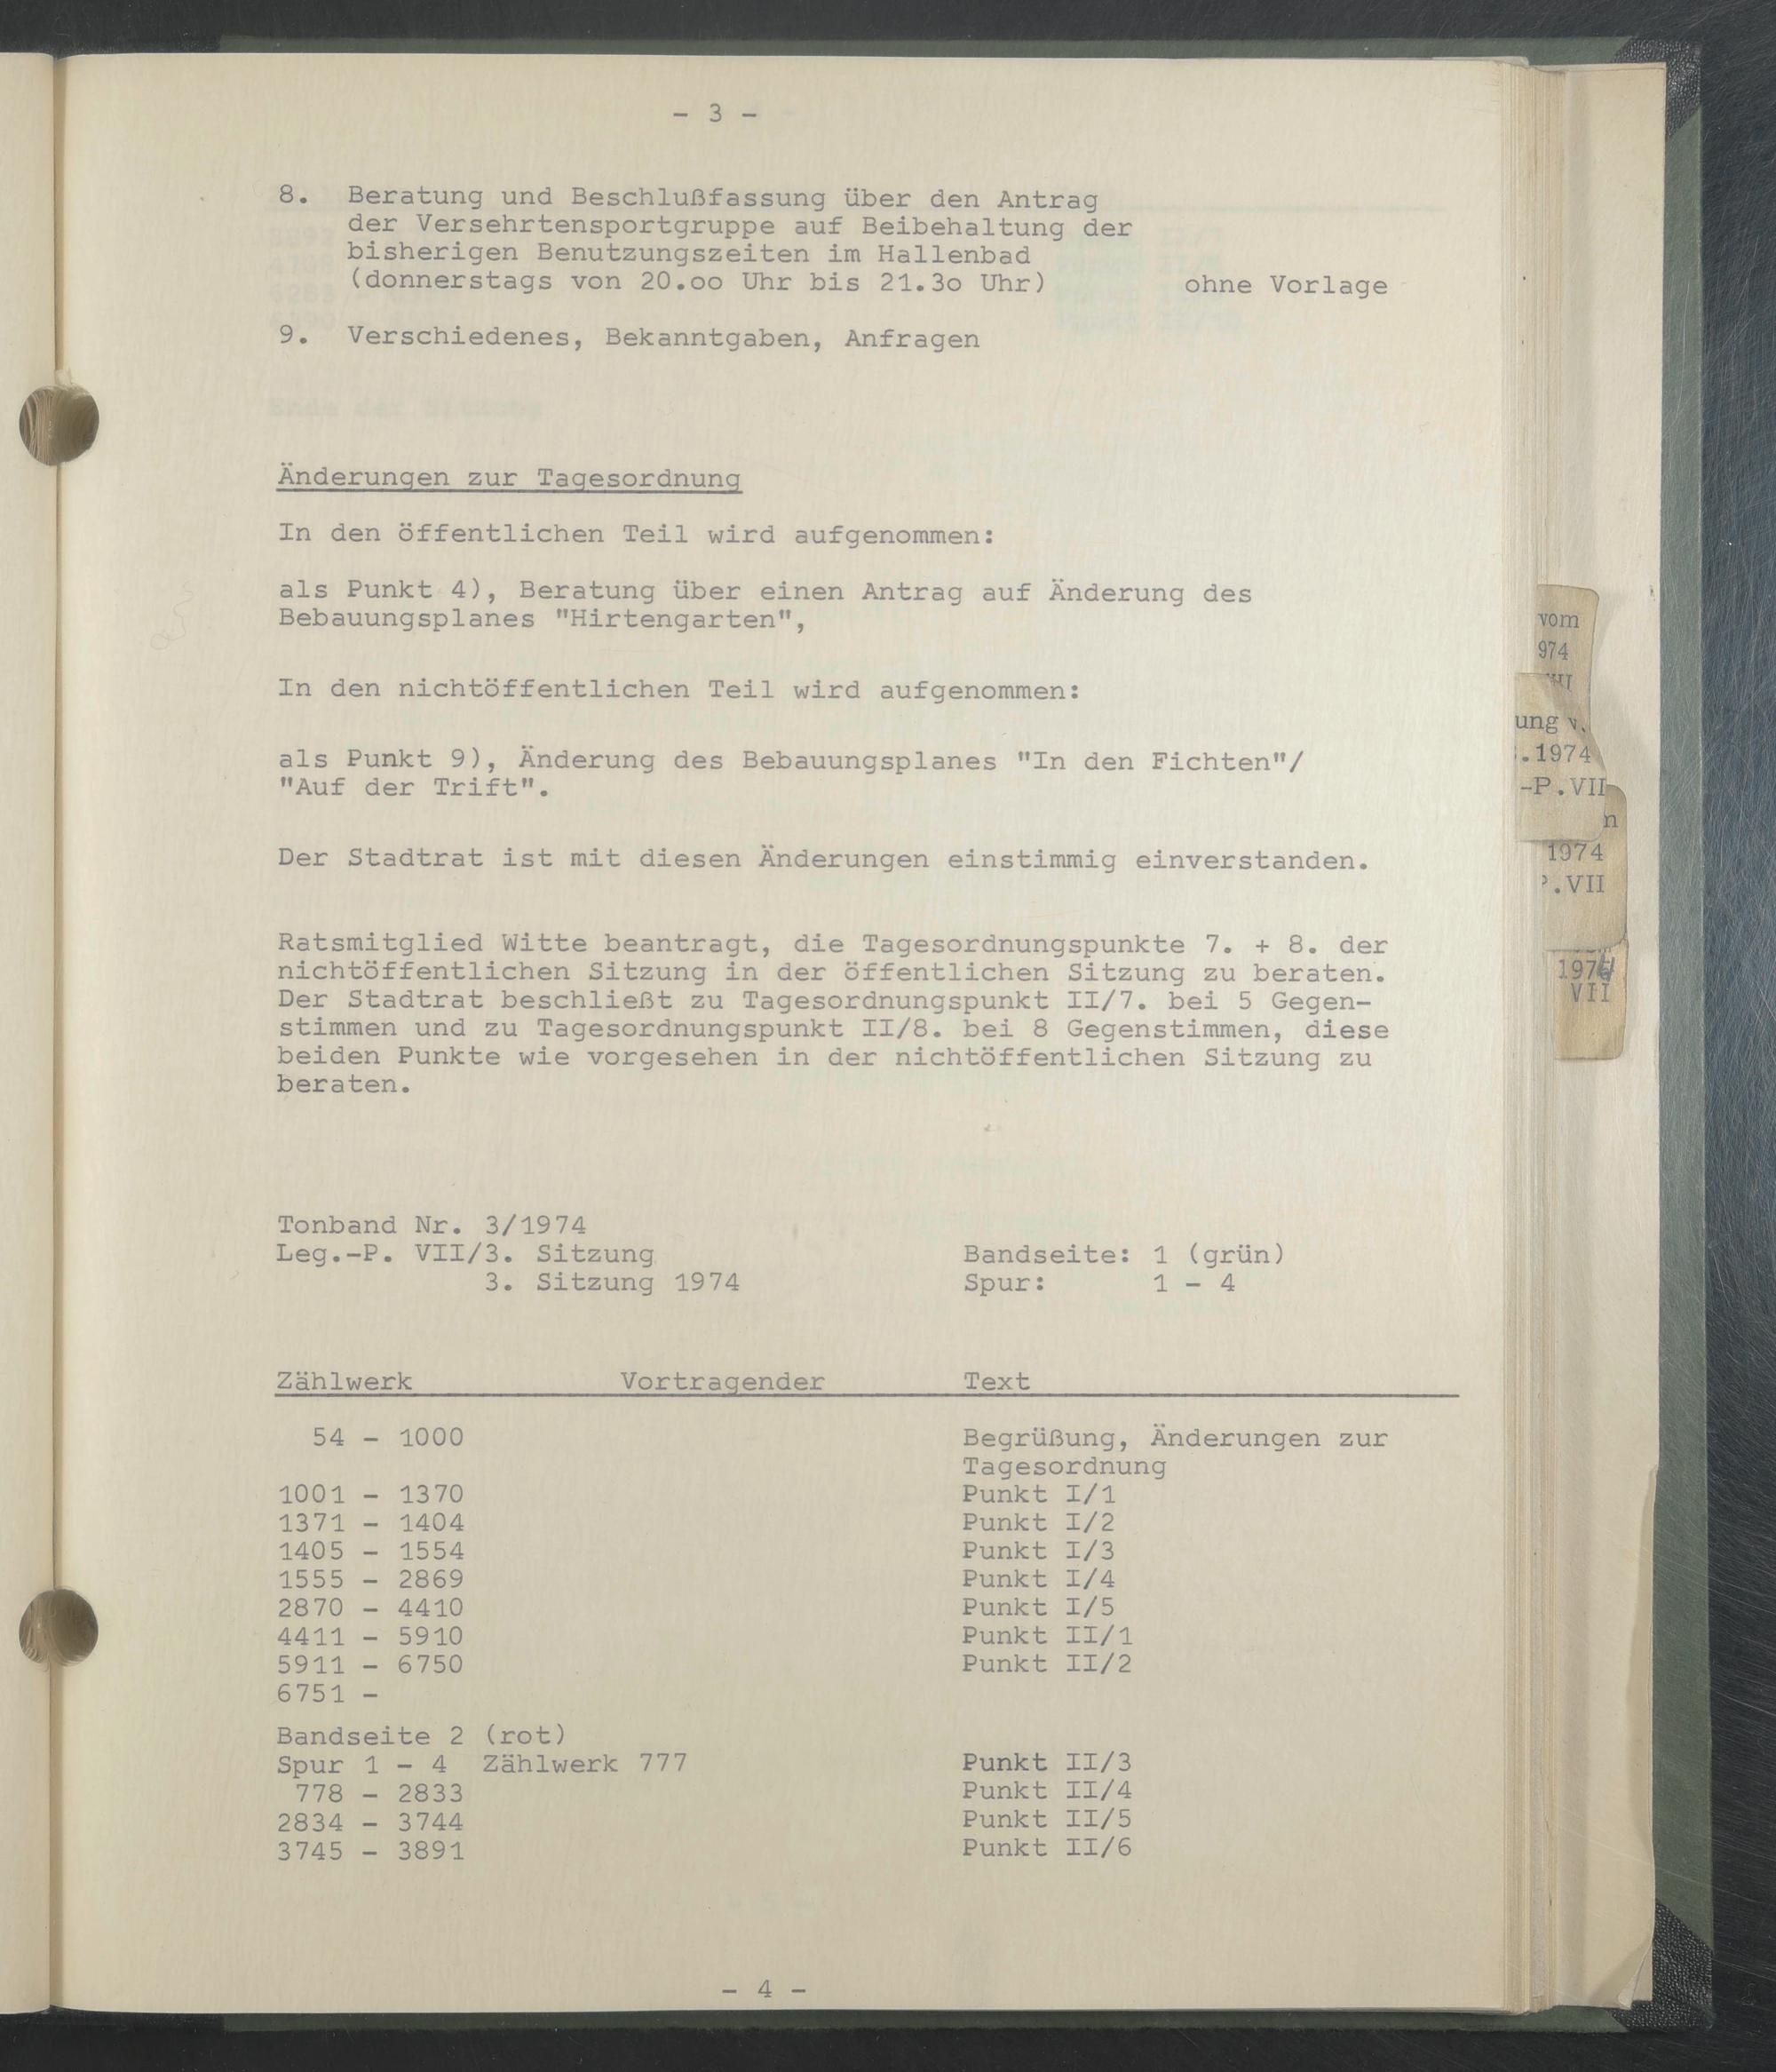 - 3 -
8. Beratung und Beschlußfassung über den Antrag
der Versehrtensportgruppe auf Beibehaltung der
bisherigen Benutzungszeiten im Hallenbad
(donnerstags von 20.oo Uhr bis 21.3o Uhr) ohne Vorlage
9. Verschiedenes, Bekanntgaben, Anfragen
Änderungen zur Tagesordnung
In den öffentlichen Teil wird aufgenommen:
als Punkt 4), Beratung über einen Antrag auf Änderung des
Bebauungsplanes "Hirtengarten",
In den nichtöffentlichen Teil wird aufgenommen:
als Punkt 9), Änderung des Bebauungsplanes "In den Fichten"/
"Auf der Trift".
Der Stadtrat ist mit diesen Änderungen einstimmig einverstanden.
Ratsmitglied Witte beantragt, die Tagesordnungspunkte 7. + 8. der
nichtöffentlichen Sitzung in der öffentlichen Sitzung zu beraten.
Der Stadtrat beschließt zu Tagesordnungspunkt II/7. bei 5 Gegen-
stimmen und zu Tagesordnungspunkt II/8. bei 8 Gegenstimmen, diese
beiden Punkte wie vorgesehen in der nichtöffentlichen Sitzung zu
beraten.
Tonband Nr. 3/1974
Leg.-P. VII/3. Sitzung Bandseite: 1 (grün)
3. Sitzung 1974 Spur: 1 - 4
Zählwerk Vortragender Text
54 - 1000 Begrüßung, Änderungen zur
Tagesordnung
1001 - 1370 Punkt I/1
1371 - 1404 Punkt I/2
1405 - 1554 Punkt I/3
1555 - 2869 Punkt I/4
2870 - 4410 Punkt I/5
4411 - 5910 Punkt II/1
5911 - 6750 Punkt II/2
6751 -
Bandseite 2 (rot)
Spur 1 - 4 Zählwerk 777 Punkt II/3
778 - 2833 Punkt II/4
2834 - 3744 Punkt II/5
3745 - 3891 Punkt II/6
- 4 -
vom
974
ung v.
.1974
-P.VII
n
1974
.VII
1974
VII